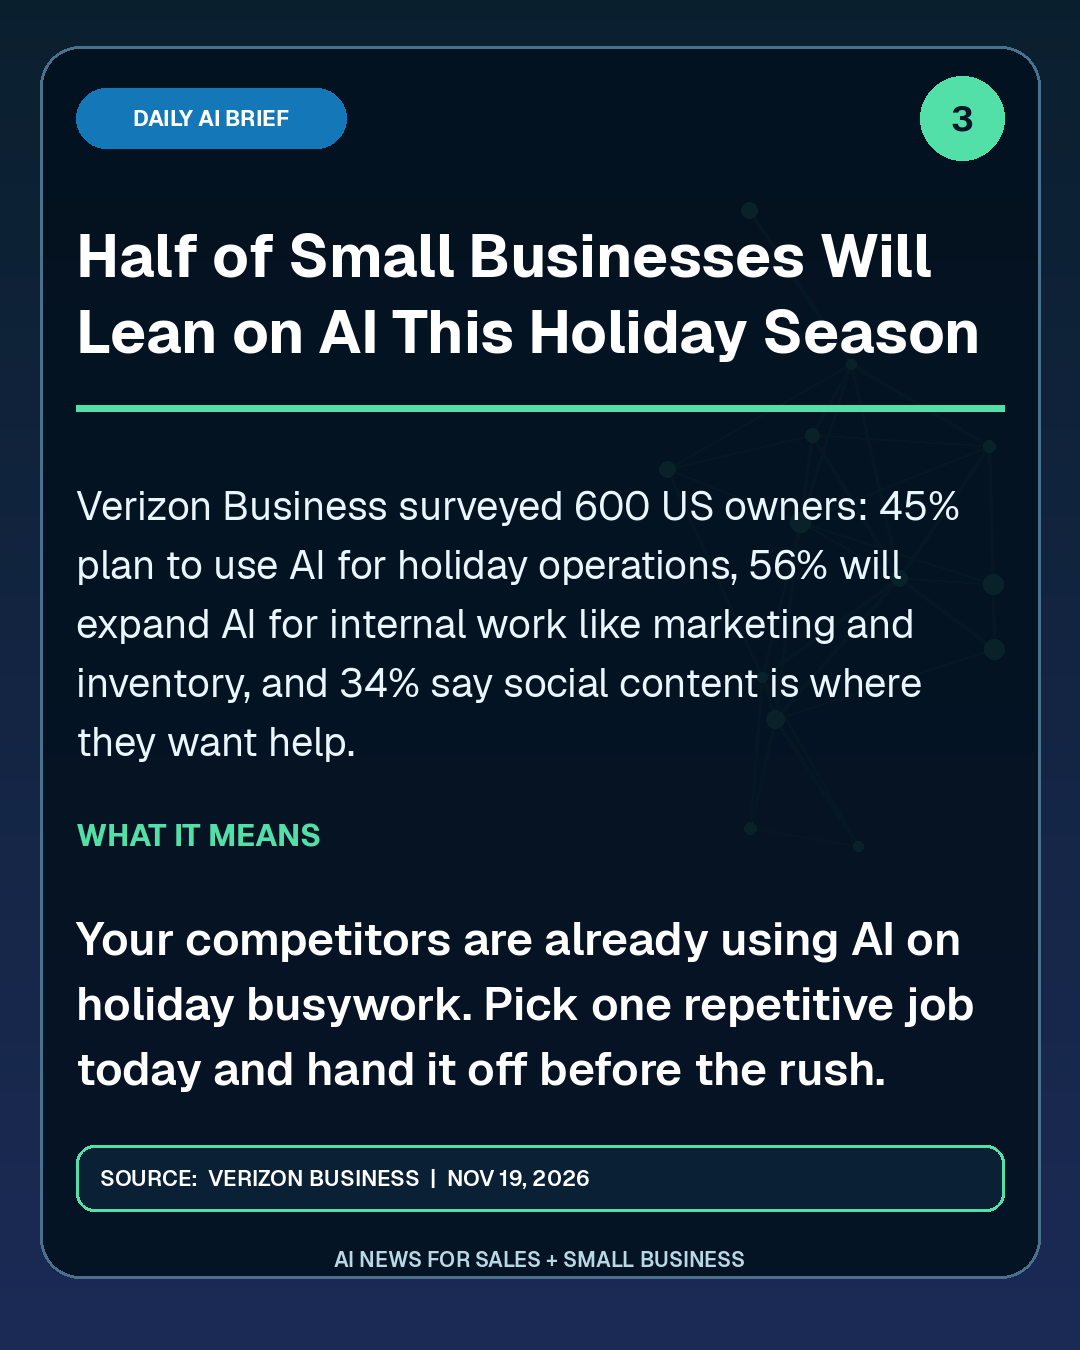 DAILY AI BRIEF
3
Half of Small Businesses Will
Lean on AI This Holiday Season
Verizon Business surveyed 600 US owners: 45%
plan to use AI for holiday operations, 56% will
expand AI for internal work like marketing and
inventory, and 34% say social content is where
they want help.
WHAT IT MEANS
Your competitors are already using AI on
holiday busywork. Pick one repetitive job
today and hand it off before the rush.
SOURCE: VERIZON BUSINESS | NOV 19, 2026
AI NEWS FOR SALES + SMALL BUSINESS